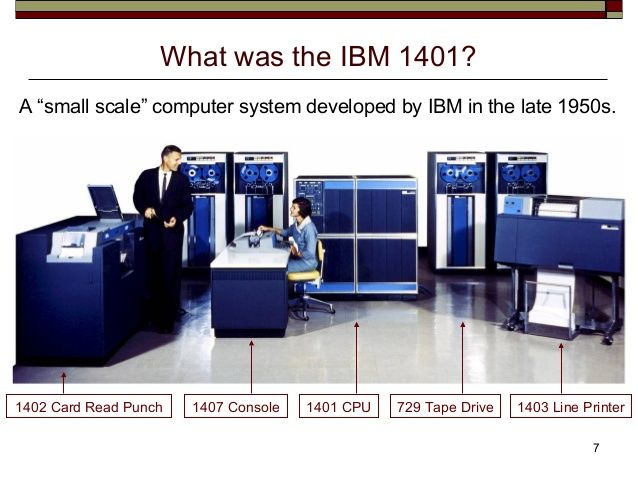 What was the IBM 1401?
A “small scale” computer system developed by IBM in the late 1950s.
1402 Card Read Punch
1407 Console
1401 CPU
729 Tape Drive
1403 Line Printer
7